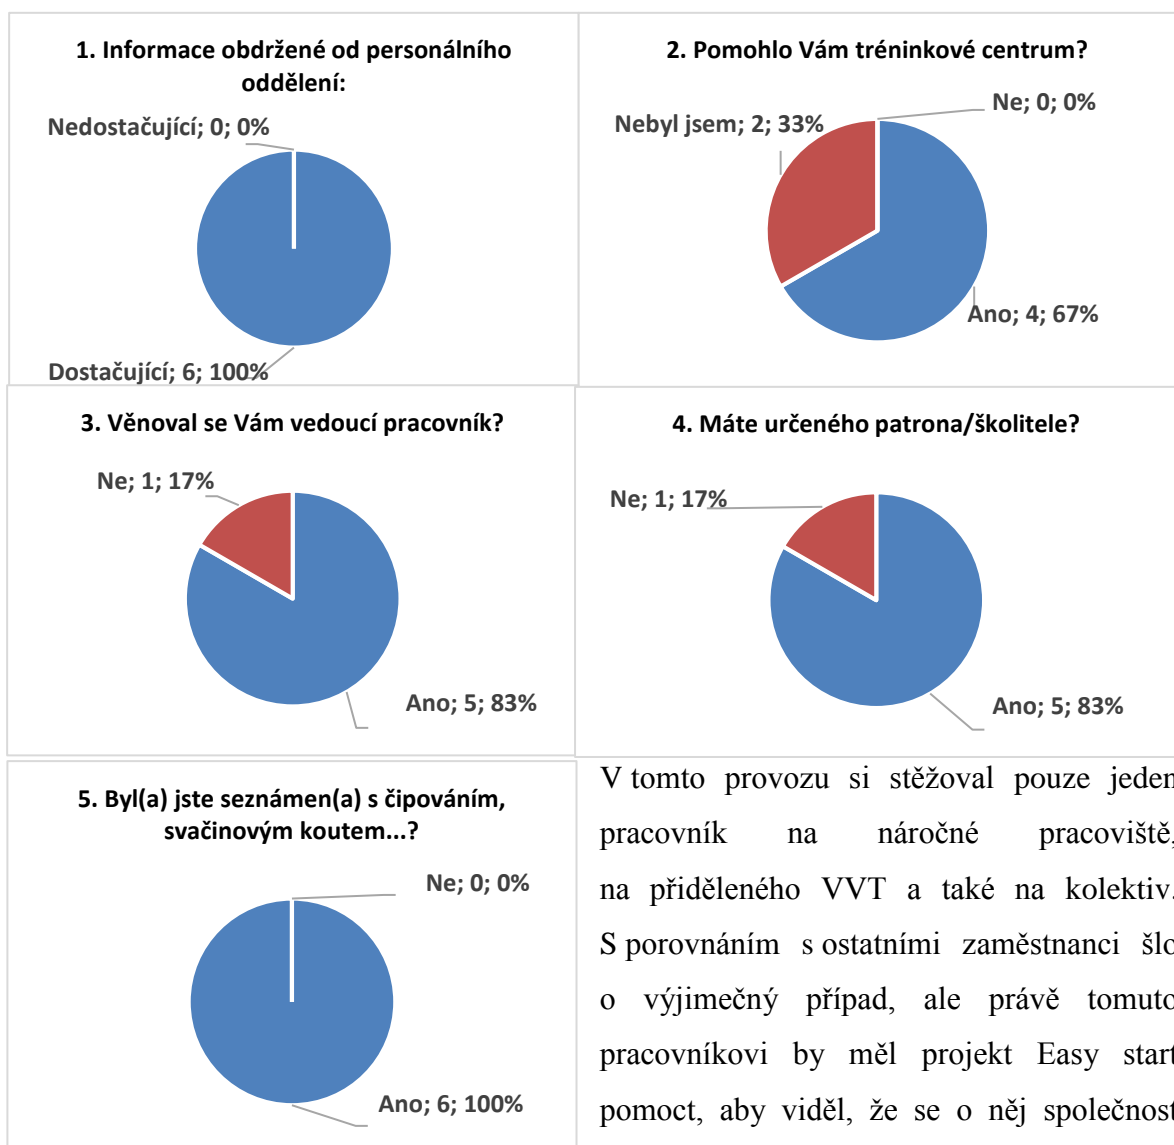 1. Informace obdržené od personálního
oddělení:
Nedostačující; 0; 0%
Dostačující; 6; 100%
2. Pomohlo Vám tréninkové centrum?
Ne; 0; 0%
Nebyl jsem; 2; 33%
Ano; 4; 67%
3. Věnoval se Vám vedoucí pracovník?
Ne; 1; 17%
Ano; 5; 83%
4. Máte určeného patrona/školitele?
Ne; 1; 17%
Ano; 5; 83%
5. Byl(a) jste seznámen(a) s čipováním,
svačinovým koutem...?
Ne; 0; 0%
Ano; 6; 100%
V tomto provozu si stěžoval pouze jeden
pracovník na náročné pracoviště,
na přiděleného VVT a také na kolektiv.
S porovnáním s ostatními zaměstnanci šlo
o výjimečný případ, ale právě tomuto
pracovníkovi by měl projekt Easy start
pomoct, aby viděl, že se o něj společnost